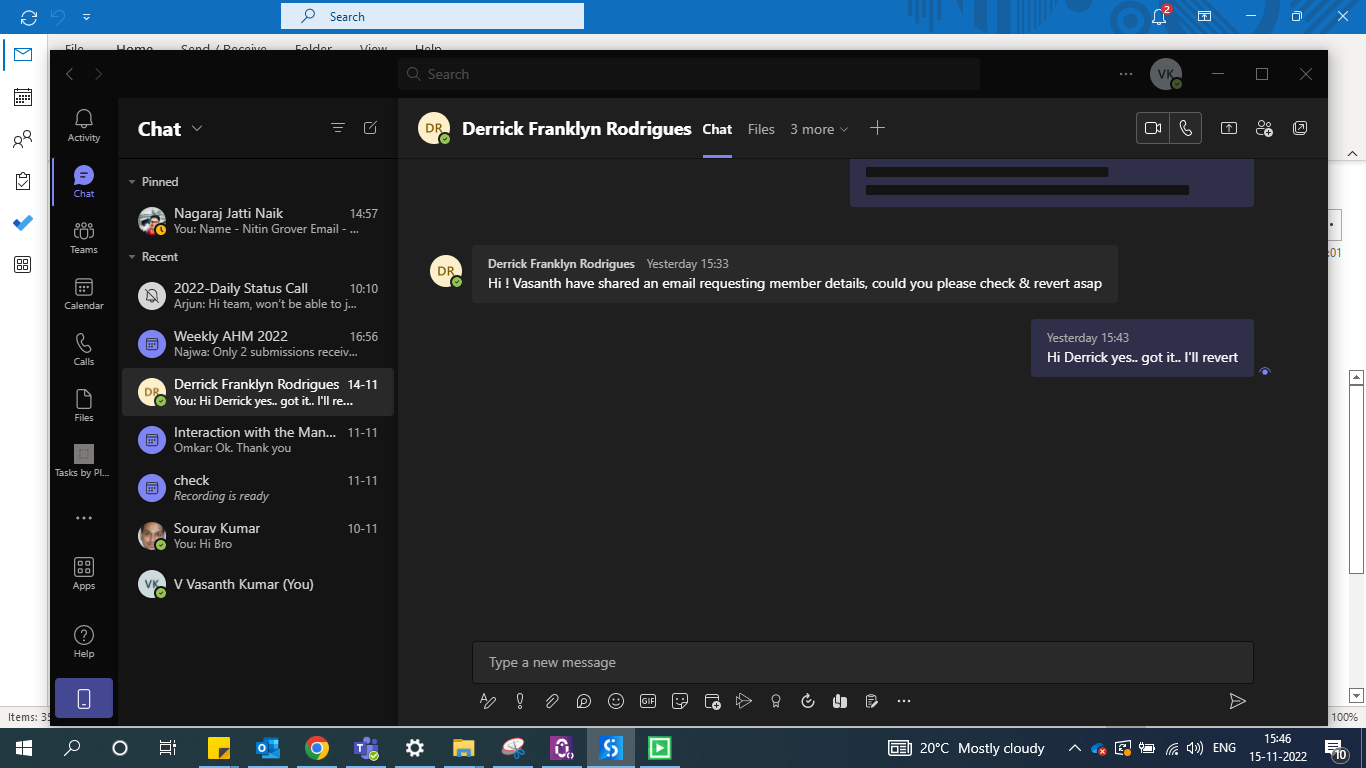 Search
2
File Home Send / Receive Folder View Help
Search
VK
Activity
Chat
Teams
Calendar
Calls
Files
Tasks by Pl...
Apps
Help
Chat
Pinned
Nagaraj Jatti Naik 14:57
You: Name - Nitin Grover Email - ...
Recent
2022-Daily Status Call 10:10
Arjun: Hi team, won't be able to j...
Weekly AHM 2022 16:56
Najwa: Only 2 submissions receiv...
DR
Derrick Franklyn Rodrigues 14-11
You: Hi Derrick yes.. got it.. I'll re...
Interaction with the Man... 11-11
Omkar: Ok. Thank you
check 11-11
Recording is ready
Sourav Kumar 10-11
You: Hi Bro
VK
V Vasanth Kumar (You)
DR
Derrick Franklyn Rodrigues Chat Files 3 more
DR
Derrick Franklyn Rodrigues Yesterday 15:33
Hi ! Vasanth have shared an email requesting member details, could you please check & revert asap
Yesterday 15:43
Hi Derrick yes.. got it.. I'll revert
Type a new message
GIF
:01
Items: 35
100%
20°C Mostly cloudy
ENG
15:46
15-11-2022
10